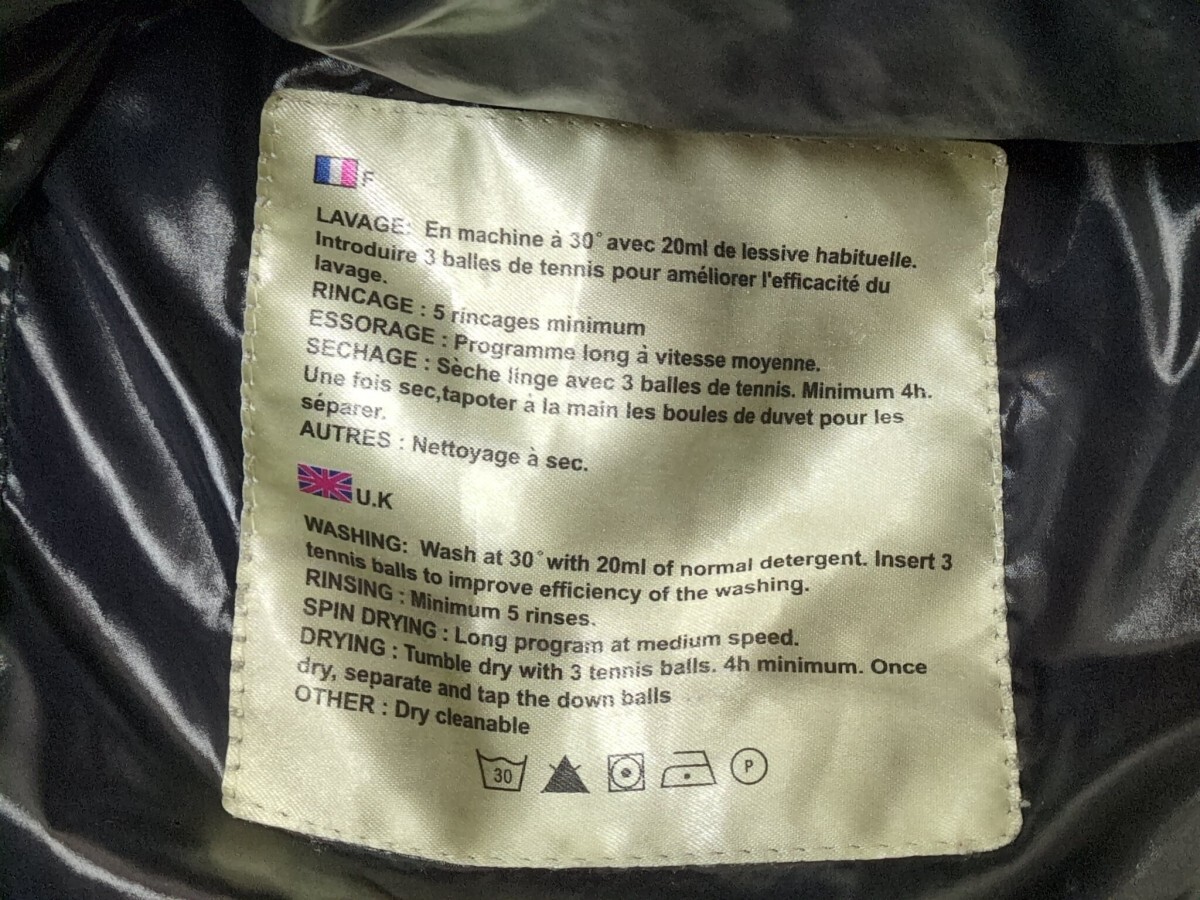 F
LAVAGE: En machine à 30° avec 20ml de lessive habituelle.
Introduire 3 balles de tennis pour améliorer l'efficacité du
lavage.
RINCAGE : 5 rincages minimum
ESSORAGE : Programme long à vitesse moyenne.
SECHAGE : Sèche linge avec 3 balles de tennis. Minimum 4h.
Une fois sec,tapoter à la main les boules de duvet pour les
séparer.
AUTRES : Nettoyage à sec.
U.K
WASHING: Wash at 30° with 20ml of normal detergent. Insert 3
tennis balls to improve efficiency of the washing.
RINSING : Minimum 5 rinses.
SPIN DRYING : Long program at medium speed.
DRYING : Tumble dry with 3 tennis balls. 4h minimum. Once
dry, separate and tap the down balls
OTHER : Dry cleanable
30 P